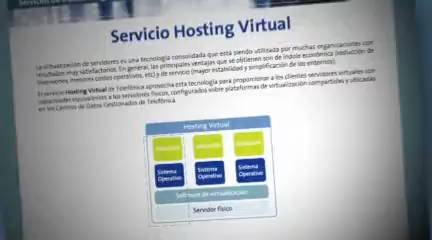 Servicios de
Servicio Hosting Virtual
La virtualización de servidores es una tecnología consolidada que está siendo utilizada por muchas organizaciones con
resultados muy satisfactorios. En general, las principales ventajas que se obtienen son de índole económica (reducción de
inversiones, menores costes operativos, etc) y de servicio (mayor estabilidad y simplificación de los entornos).
El servicio Hosting Virtual de Telefónica aprovecha esta tecnología para proporcionar a los clientes servidores virtuales con
capacidades equivalentes a los servidores físicos, configurados sobre plataformas de virtualización compartidas y ubicadas
en los Centros de Datos Gestionados de Telefónica.
Hosting Virtual
Sistema Operativo
Sistema Operativo
Sistema Operativo
Software de virtualización
Servidor físico